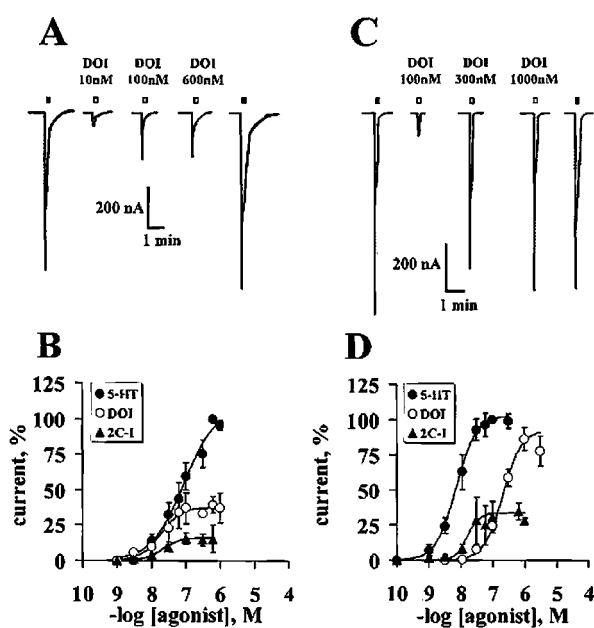 A
DOI DOI DOI
10nM 100nM 600nM
200 nA
1 min
C
DOI DOI DOI
100nM 300nM 1000nM
200 nA
1 min
B
125
100
75
50
25
0
current, %
5-HT
DOI
2C-I
10 9 8 7 6 5 4
-log [agonist], M
D
125
100
75
50
25
0
current, %
5-HT
DOI
2C-I
10 9 8 7 6 5 4
-log [agonist], M